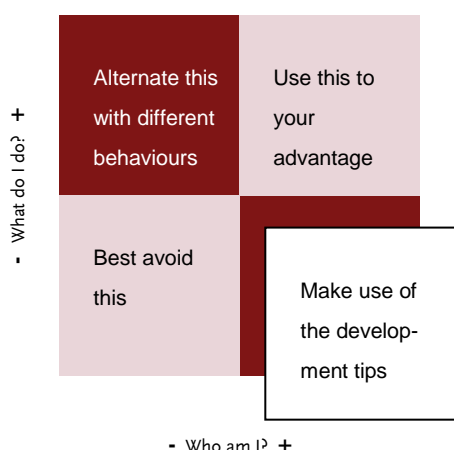 Alternate this
with different
behaviours
Use this to
your
advantage
- What do I do? +
Best avoid
this
Make use of
the develop-
ment tips
- Who am I? +